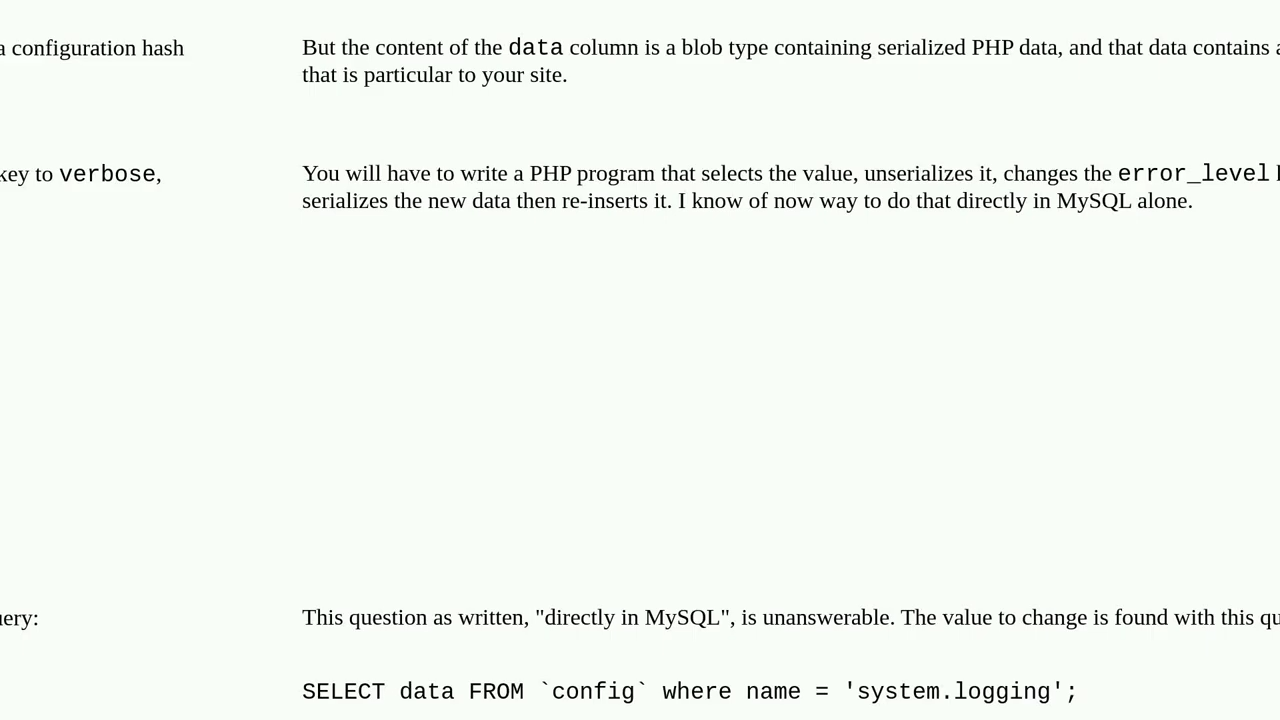 a configuration hash
But the content of the data column is a blob type containing serialized PHP data, and that data contains a
that is particular to your site.
key to verbose,
You will have to write a PHP program that selects the value, unserializes it, changes the error_level
serializes the new data then re-inserts it. I know of now way to do that directly in MySQL alone.
This question as written, "directly in MySQL", is unanswerable. The value to change is found with this
SELECT data FROM `config` where name = 'system.logging';